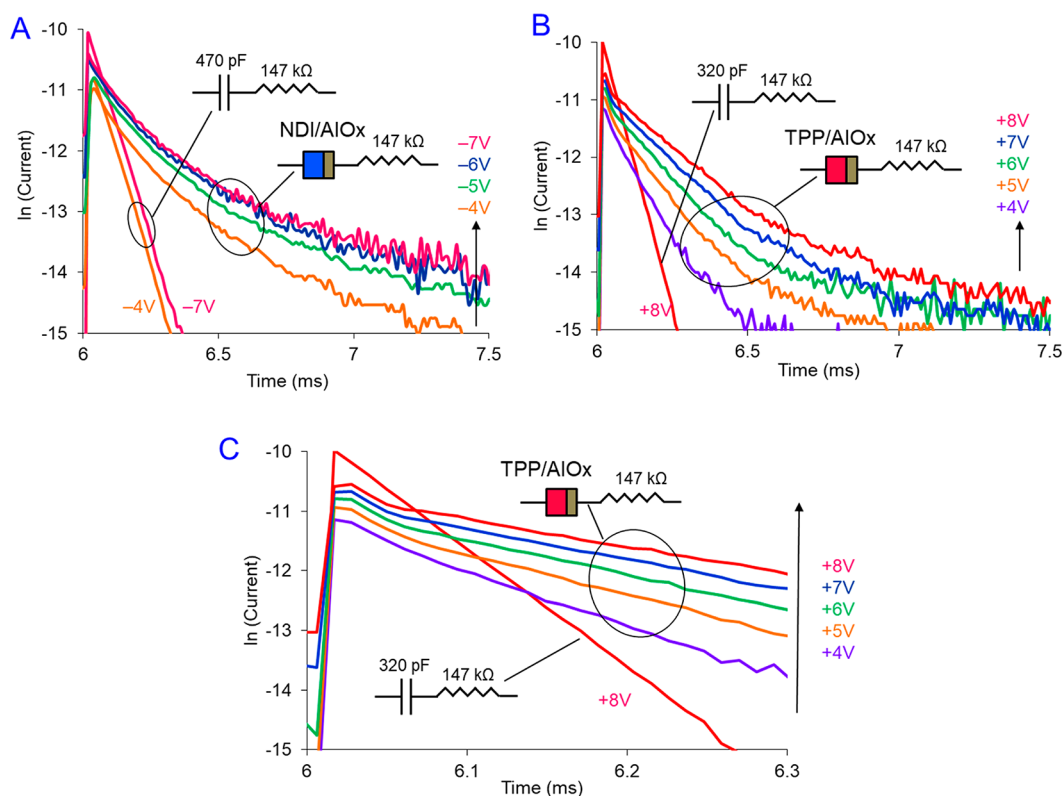 A
-10
-11
-12
-13
-14
-15
ln (Current)
6
6.5
7
7.5
Time (ms)
470 pF
147 kΩ
NDI/AlOx
147 kΩ
–7V
–6V
–5V
–4V
–4V
–7V
B
-10
-11
-12
-13
-14
-15
ln (Current)
6
6.5
7
7.5
Time (ms)
320 pF
147 kΩ
TPP/AlOx
147 kΩ
+8V
+7V
+6V
+5V
+4V
+8V
C
-10
-11
-12
-13
-14
-15
ln (Current)
6
6.1
6.2
6.3
Time (ms)
TPP/AlOx
147 kΩ
320 pF
147 kΩ
+8V
+8V
+7V
+6V
+5V
+4V